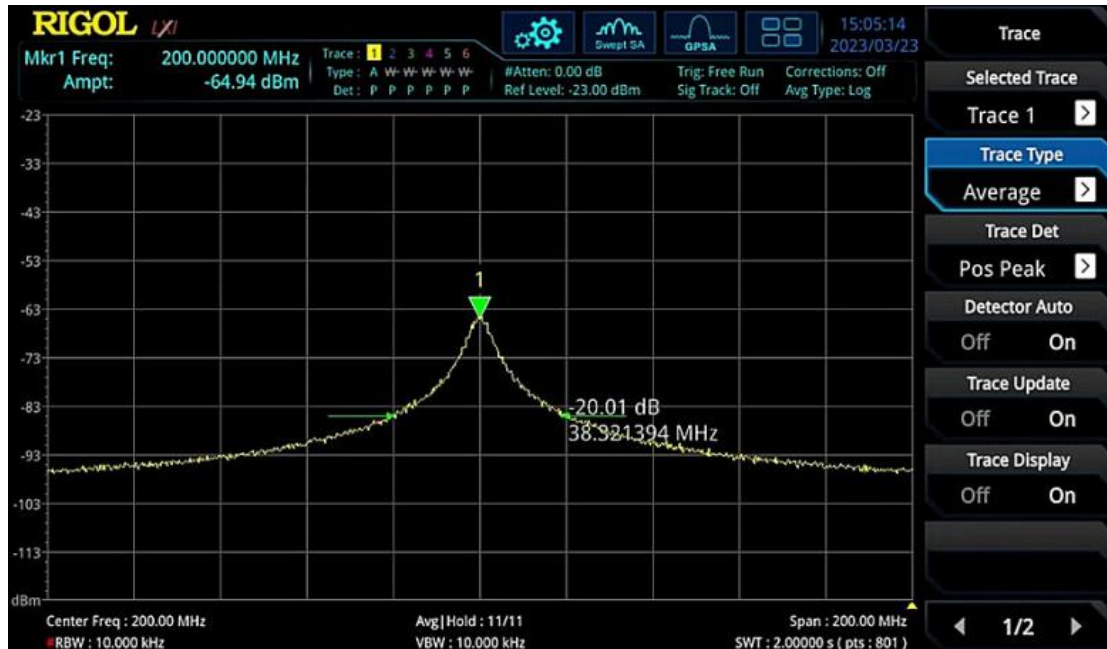 RIGOL LXI
Swept SA
GPSA
15:05:14
2023/03/23
Mkr1 Freq: 200.000000 MHz
Ampt: -64.94 dBm
Trace: 1 2 3 4 5 6
Type: A W W W W W
Det: P P P P P P
#Atten: 0.00 dB
Ref Level: -23.00 dBm
Trig: Free Run
Sig Track: Off
Corrections: Off
Avg Type: Log
-23
-33
-43
-53
-63
-73
-83
-93
-103
-113
dBm
1
-20.01 dB
38.321394 MHz
Center Freq : 200.00 MHz
Avg|Hold : 11/11
Span : 200.00 MHz
#RBW : 10.000 kHz
VBW : 10.000 kHz
SWT : 2.00000 s ( pts : 801 )
Trace
Selected Trace
Trace 1 >
Trace Type
Average >
Trace Det
Pos Peak >
Detector Auto
Off On
Trace Update
Off On
Trace Display
Off On
1/2